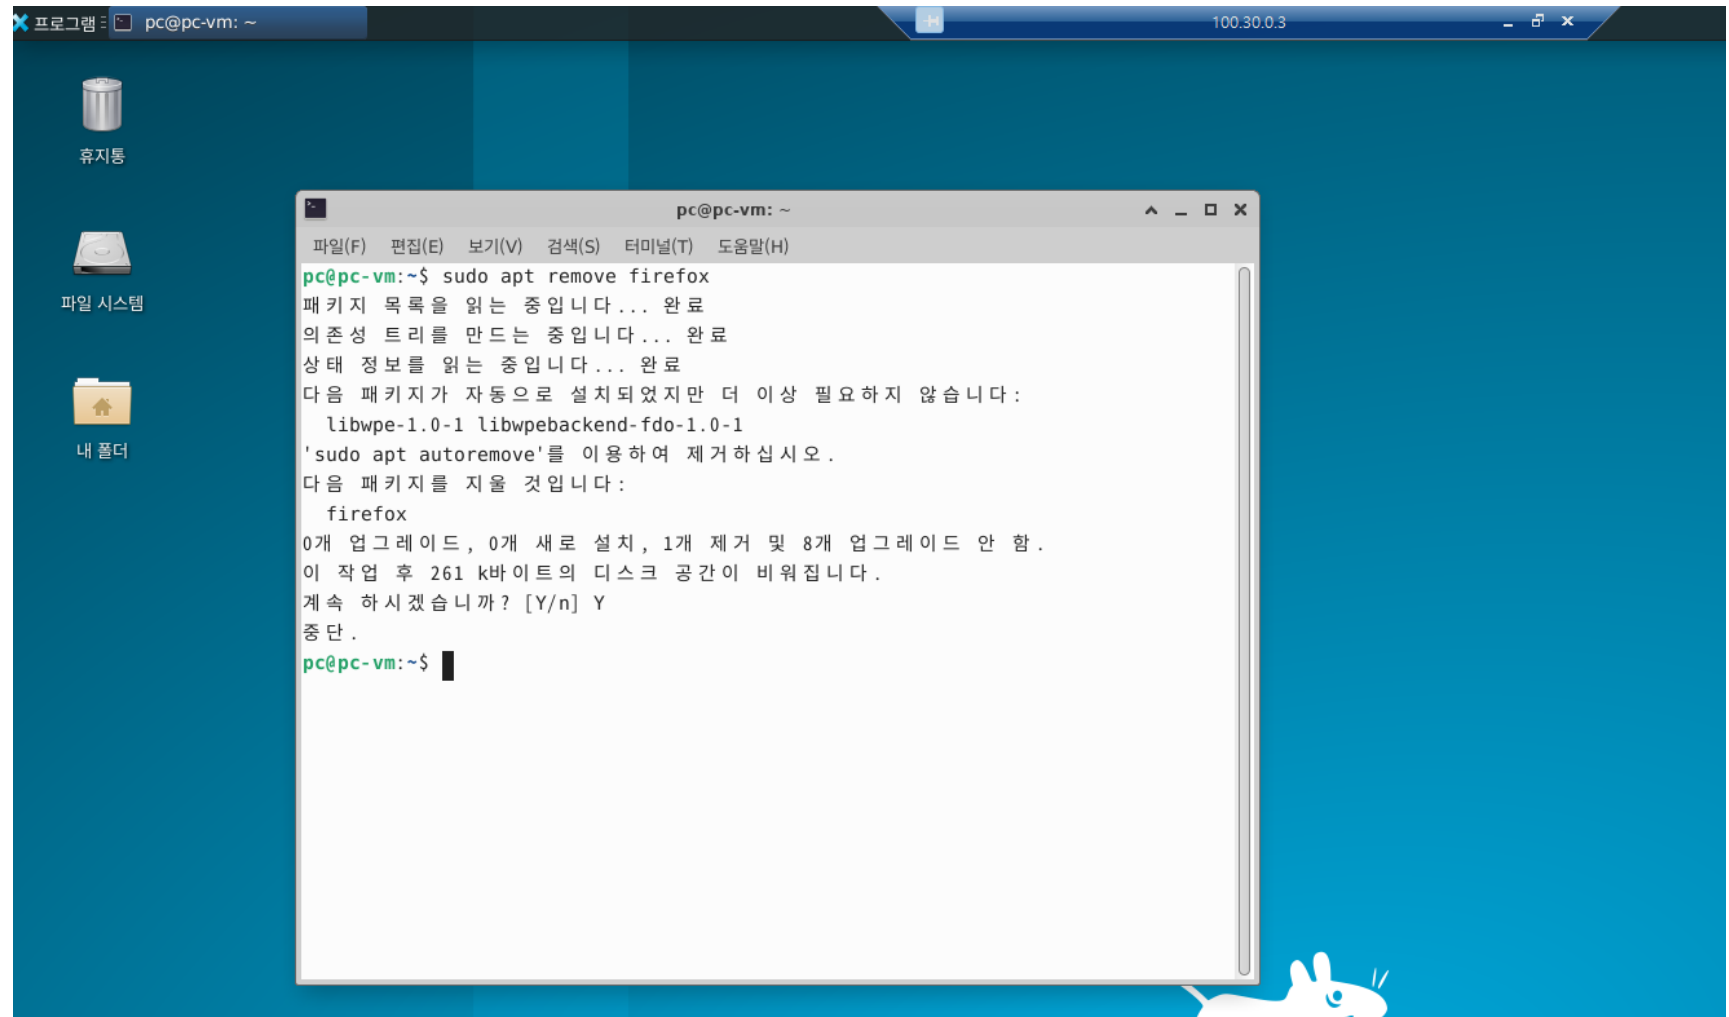 프로그램
pc@pc-vm: ~
100.30.0.3
휴지통
파일 시스템
내 폴더
pc@pc-vm: ~
파일(F) 편집(E) 보기(V) 검색(S) 터미널(T) 도움말(H)
pc@pc-vm:~$ sudo apt remove firefox
패키지 목록을 읽는 중입니다... 완료
의존성 트리를 만드는 중입니다... 완료
상태 정보를 읽는 중입니다... 완료
다음 패키지가 자동으로 설치되었지만 더 이상 필요하지 않습니다:
libwpe-1.0-1 libwpebackend-fdo-1.0-1
'sudo apt autoremove'를 이용하여 제거하십시오.
다음 패키지를 지울 것입니다:
firefox
0개 업그레이드, 0개 새로 설치, 1개 제거 및 8개 업그레이드 안 함.
이 작업 후 261 k바이트의 디스크 공간이 비워집니다.
계속 하시겠습니까? [Y/n] Y
중단.
pc@pc-vm:~$